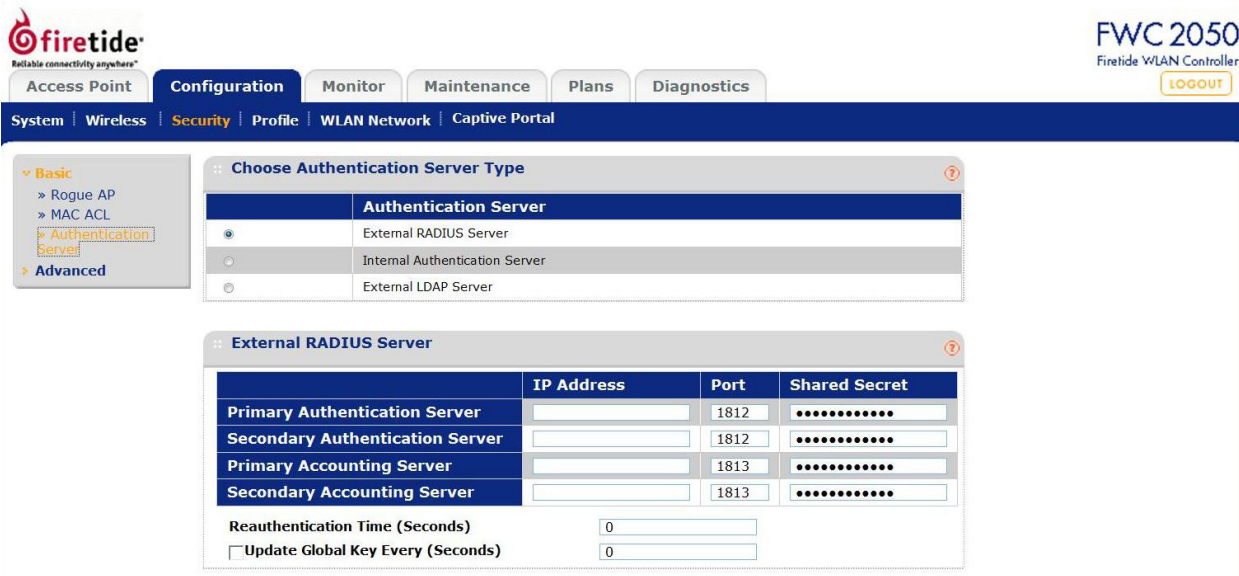 firetide
Reliable connectivity anywhere™
FWC 2050
Firetide WLAN Controller
LOGOUT
Access Point Configuration Monitor Maintenance Plans Diagnostics
System Wireless Security Profile WLAN Network Captive Portal
Basic
» Rogue AP
» MAC ACL
» Authentication
Server
Advanced
Choose Authentication Server Type ?
Authentication Server
External RADIUS Server
Internal Authentication Server
External LDAP Server
External RADIUS Server ?
IP Address Port Shared Secret
Primary Authentication Server 1812 ••••••••••••
Secondary Authentication Server 1812 ••••••••••••
Primary Accounting Server 1813 ••••••••••••
Secondary Accounting Server 1813 ••••••••••••
Reauthentication Time (Seconds) 0
Update Global Key Every (Seconds) 0